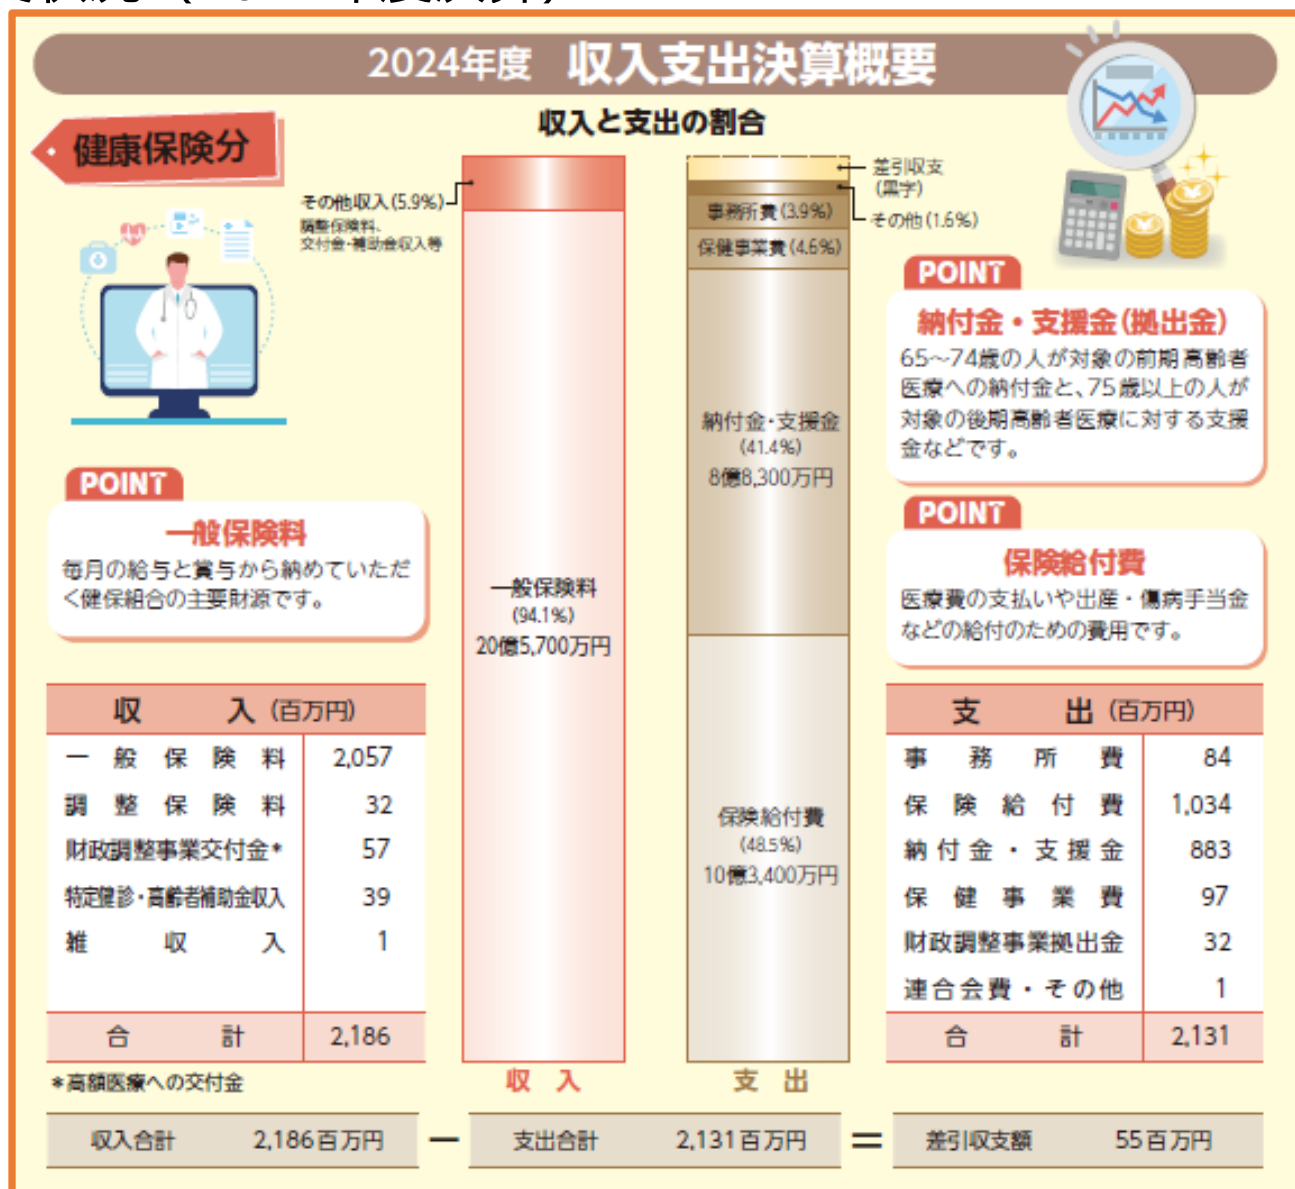 2024年度 収入支出決算概要
健康保険分
収入と支出の割合
その他収入(5.9%)
調整保険料、
交付金・補助金収入等
差引収支
(黒字)
その他(1.6%)
事務所費(3.9%)
保健事業費(4.6%)
納付金・支援金
(41.4%)
8億8,300万円
一般保険料
(94.1%)
20億5,700万円
保険給付費
(48.5%)
10億3,400万円
収入
支出
POINT
納付金・支援金(拠出金)
65〜74歳の人が対象の前期高齢者
医療への納付金と、75歳以上の人が
対象の後期高齢者医療に対する支援
金などです。
POINT
一般保険料
毎月の給与と賞与から納めていただ
く健保組合の主要財源です。
POINT
保険給付費
医療費の支払いや出産・傷病手当金
などの給付のための費用です。
収入(百万円)
一般保険料 2,057
調整保険料 32
財政調整事業交付金* 57
特定健診・高齢者補助金収入 39
雑収入 1
合計 2,186
*高額医療への交付金
支出(百万円)
事務所費 84
保険給付費 1,034
納付金・支援金 883
保健事業費 97
財政調整事業拠出金 32
連合会費・その他 1
合計 2,131
収入合計 2,186百万円 − 支出合計 2,131百万円 = 差引収支額 55百万円